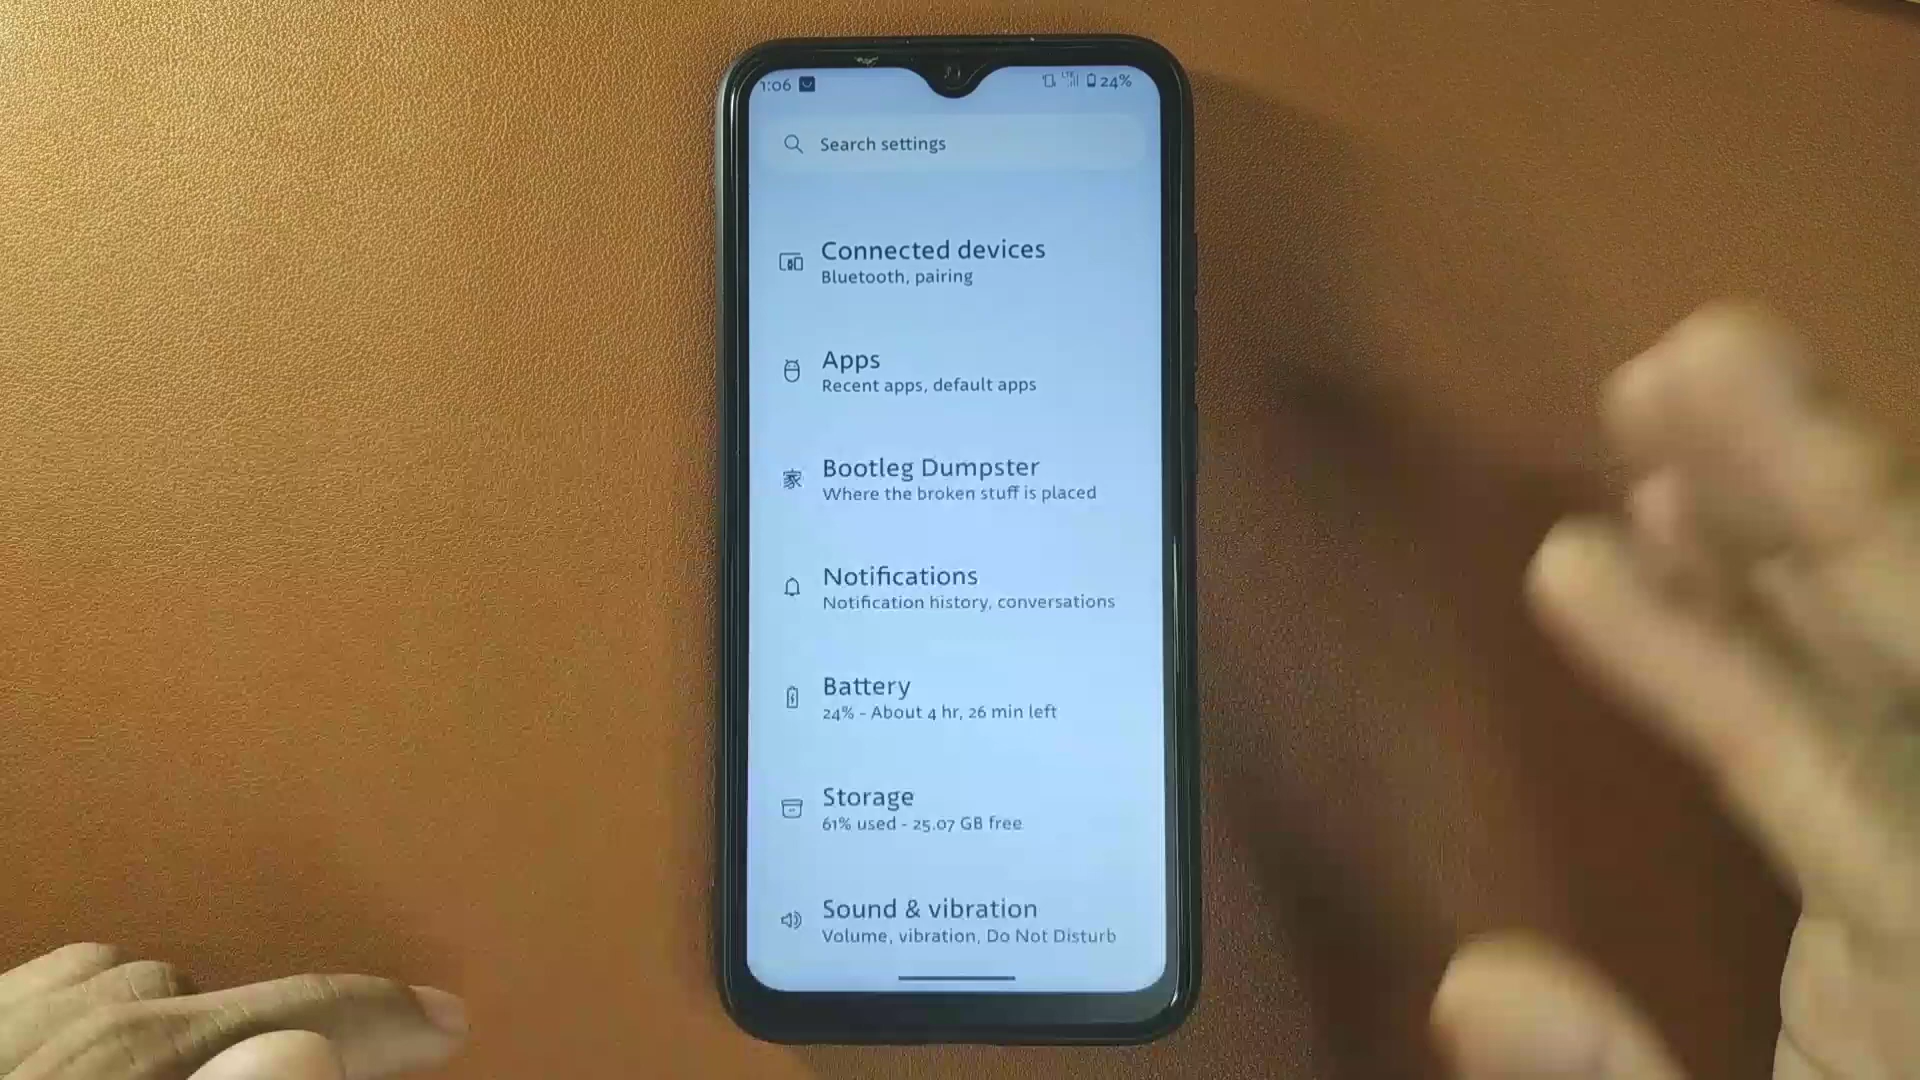 1:06
LTE 24%
Search settings
Connected devices
Bluetooth, pairing
Apps
Recent apps, default apps
家
Bootleg Dumpster
Where the broken stuff is placed
Notifications
Notification history, conversations
Battery
24% - About 4 hr, 26 min left
Storage
61% used - 25.07 GB free
Sound & vibration
Volume, vibration, Do Not Disturb